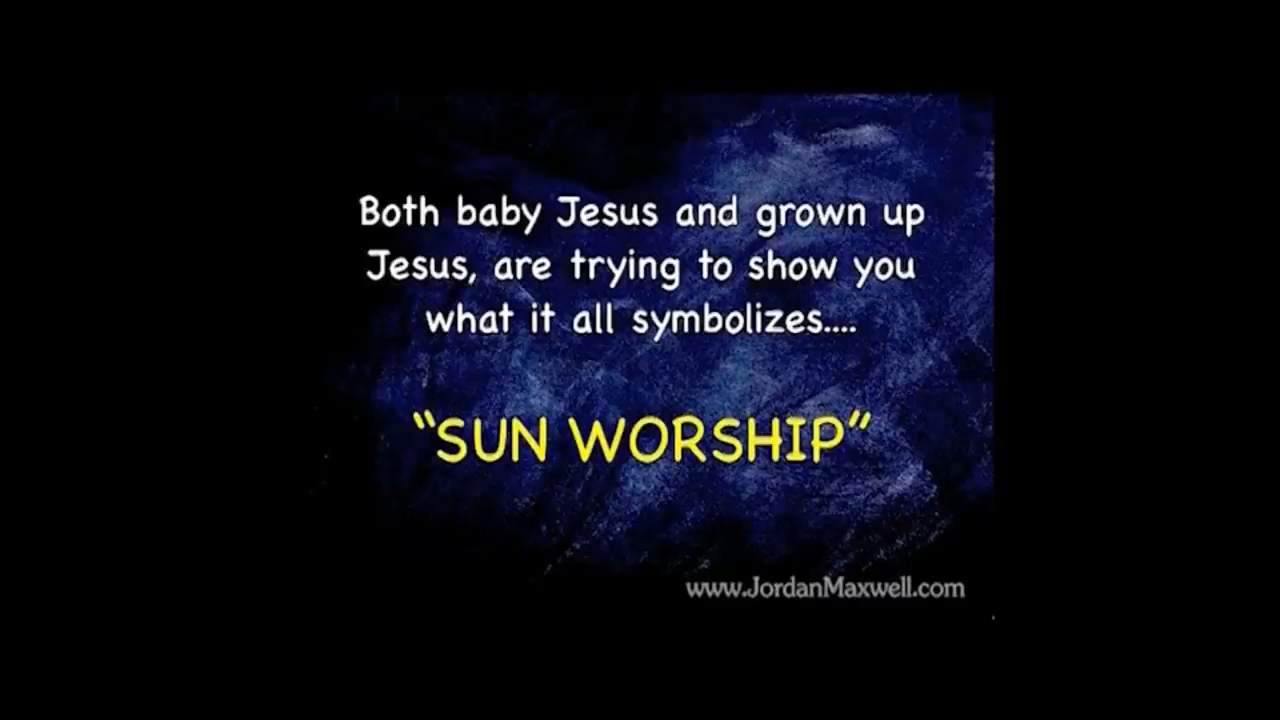 Both baby Jesus and grown up
Jesus, are trying to show you
what it all symbolizes....
"SUN WORSHIP"
www.JordanMaxwell.com